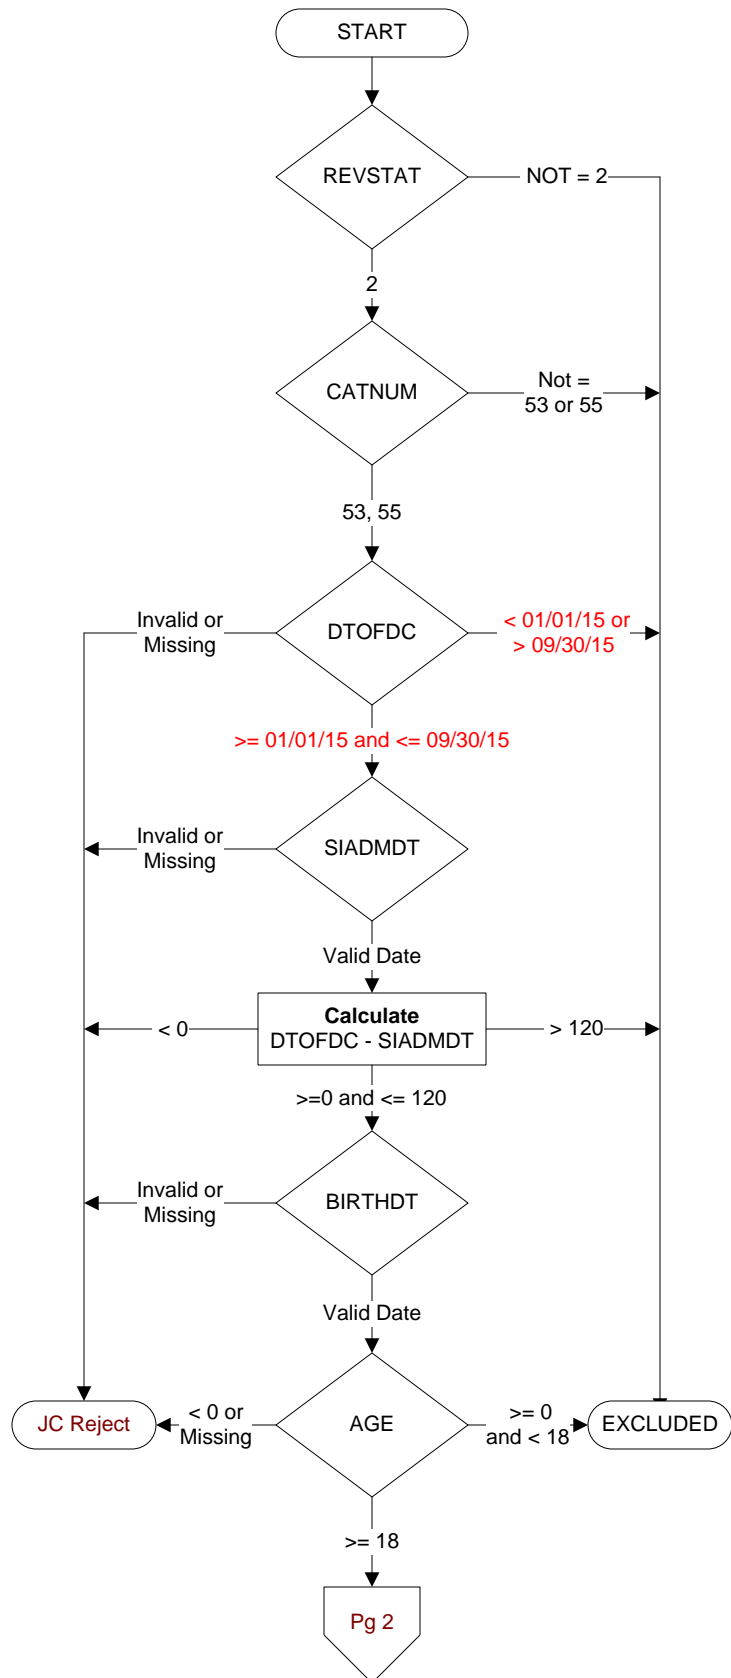 START
REVSTAT
NOT = 2
2
CATNUM
Not =
53 or 55
53, 55
Invalid or
Missing
DTOFDC
< 01/01/15 or
> 09/30/15
>= 01/01/15 and <= 09/30/15
Invalid or
Missing
SIADMDT
Valid Date
< 0
Calculate
DTOFDC - SIADMDT
> 120
>=0 and <= 120
Invalid or
Missing
BIRTHDT
Valid Date
JC Reject
< 0 or
Missing
AGE
>= 0
and < 18
EXCLUDED
>= 18
Pg 2